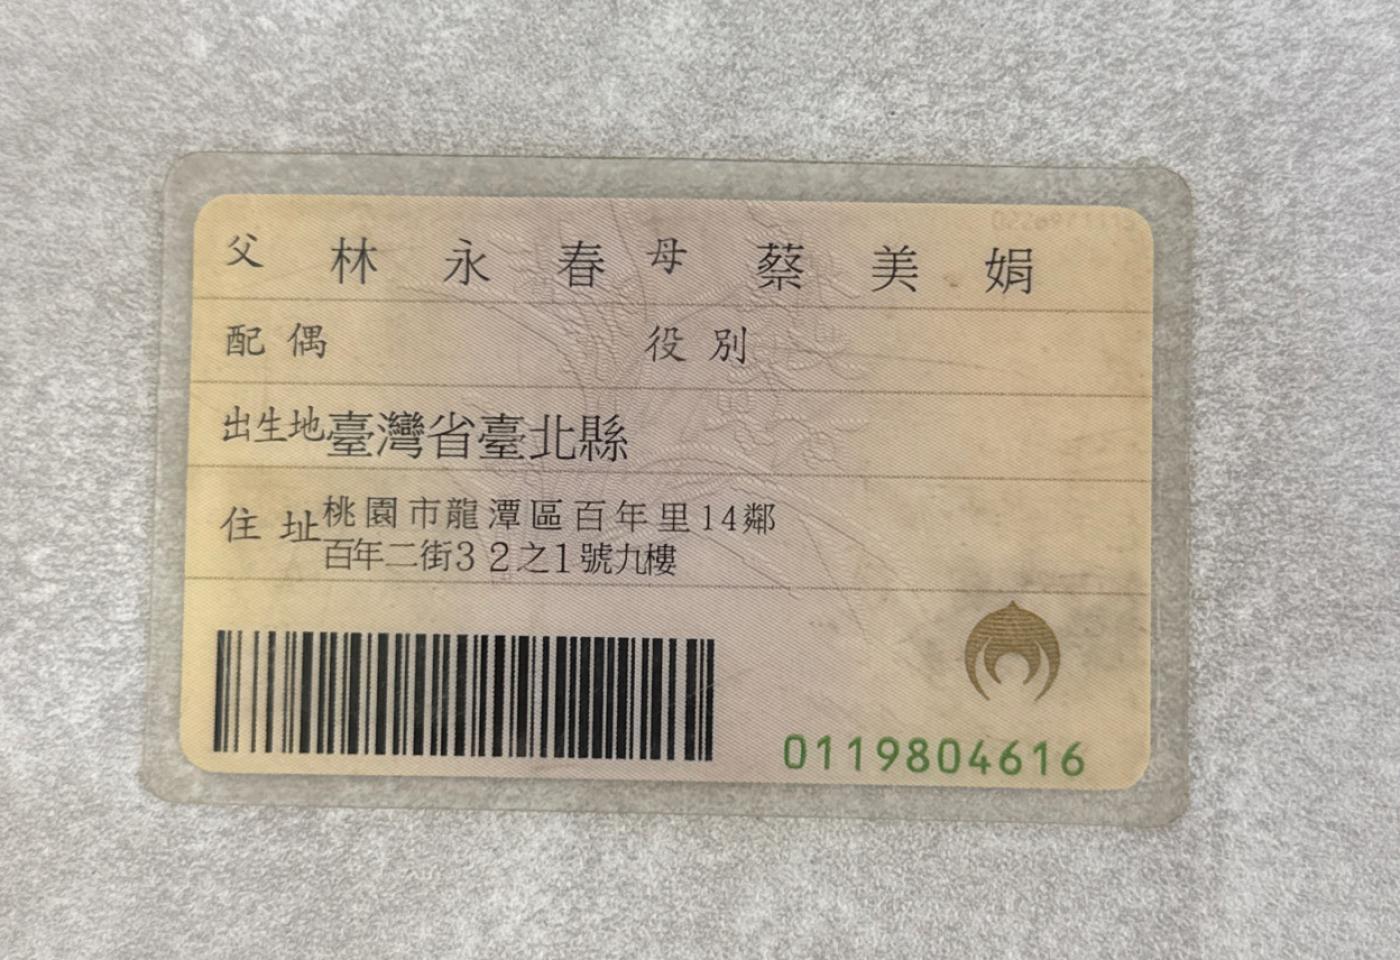 父 林永春 母 蔡美娟
配偶 役別
出生地 臺灣省臺北縣
住址 桃園市龍潭區百年里14鄰
百年二街32之1號九樓
0119804616